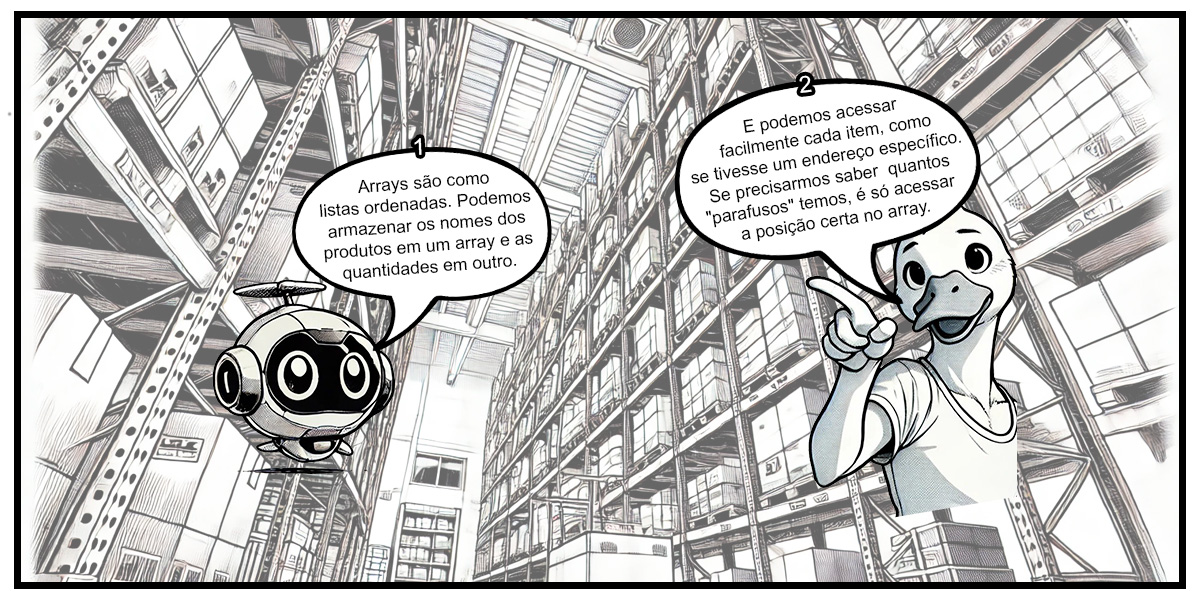 1
Arrays são como
listas ordenadas. Podemos
armazenar os nomes dos
produtos em um array e as
quantidades em outro.
2
E podemos acessar
facilmente cada item, como
se tivesse um endereço específico.
Se precisarmos saber quantos
"parafusos" temos, é só acessar
a posição certa no array.